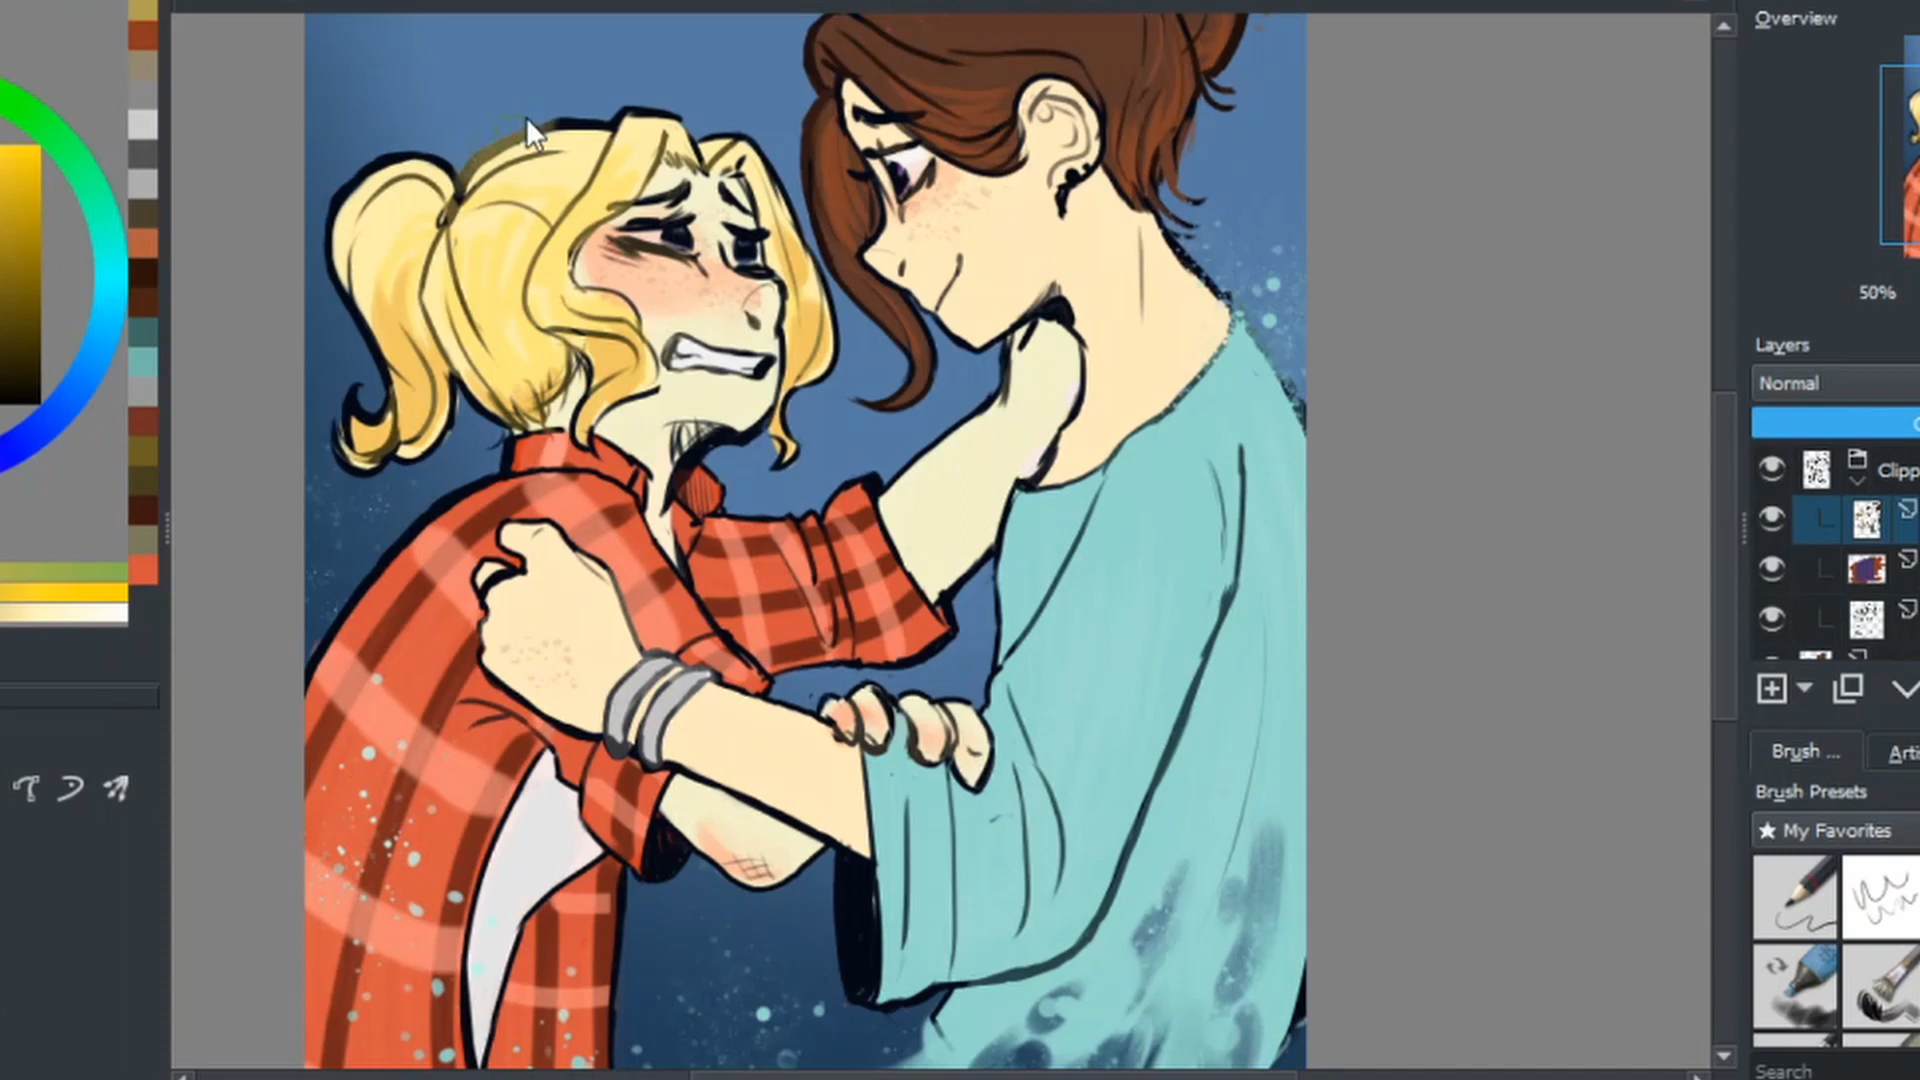 Overview
50%
Layers
Normal
Clipp
Brush ...
Arti
Brush Presets
★ My Favorites
Search